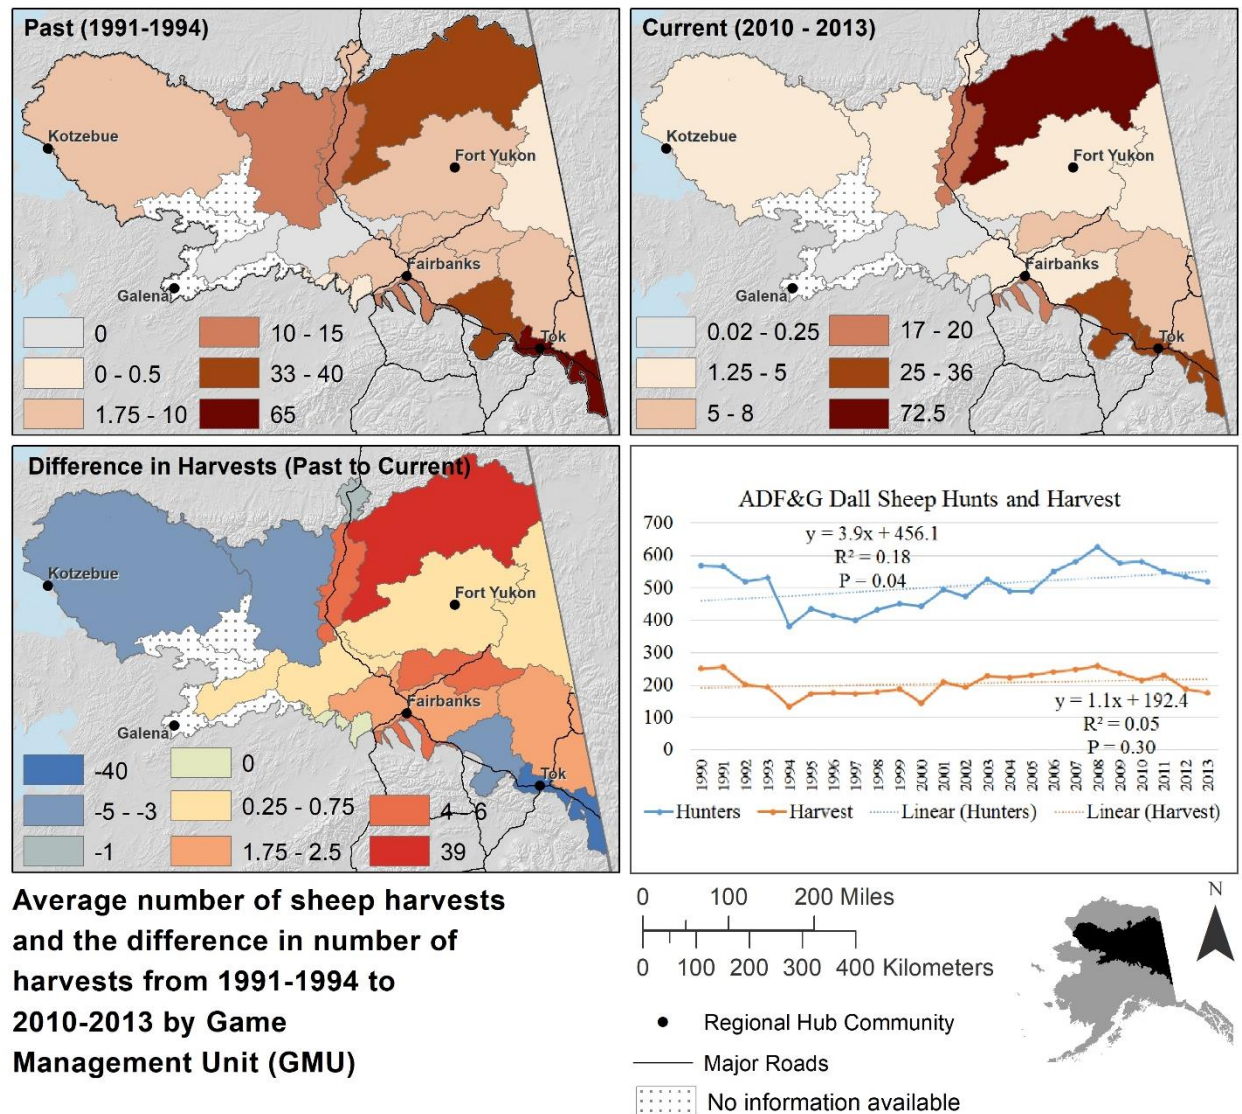 Past (1991-1994)
Kotzebue
Fort Yukon
Fairbanks
Galena
Tok
0
0 - 0.5
1.75 - 10
10 - 15
33 - 40
65
Current (2010 - 2013)
Kotzebue
Fort Yukon
Fairbanks
Galena
Tok
0.02 - 0.25
1.25 - 5
5 - 8
17 - 20
25 - 36
72.5
Difference in Harvests (Past to Current)
Kotzebue
Fort Yukon
Fairbanks
Galena
Tok
-40
-5 - -3
-1
0
0.25 - 0.75
1.75 - 2.5
4 - 6
39
ADF&G Dall Sheep Hunts and Harvest
700
600
500
400
300
200
100
0
y = 3.9x + 456.1
R² = 0.18
P = 0.04
y = 1.1x + 192.4
R² = 0.05
P = 0.30
1990
1991
1992
1993
1994
1995
1996
1997
1998
1999
2000
2001
2002
2003
2004
2005
2006
2007
2008
2009
2010
2011
2012
2013
Hunters
Harvest
Linear (Hunters)
Linear (Harvest)
Average number of sheep harvests
and the difference in number of
harvests from 1991-1994 to
2010-2013 by Game
Management Unit (GMU)
0 100 200 Miles
0 100 200 300 400 Kilometers
N
Regional Hub Community
Major Roads
No information available